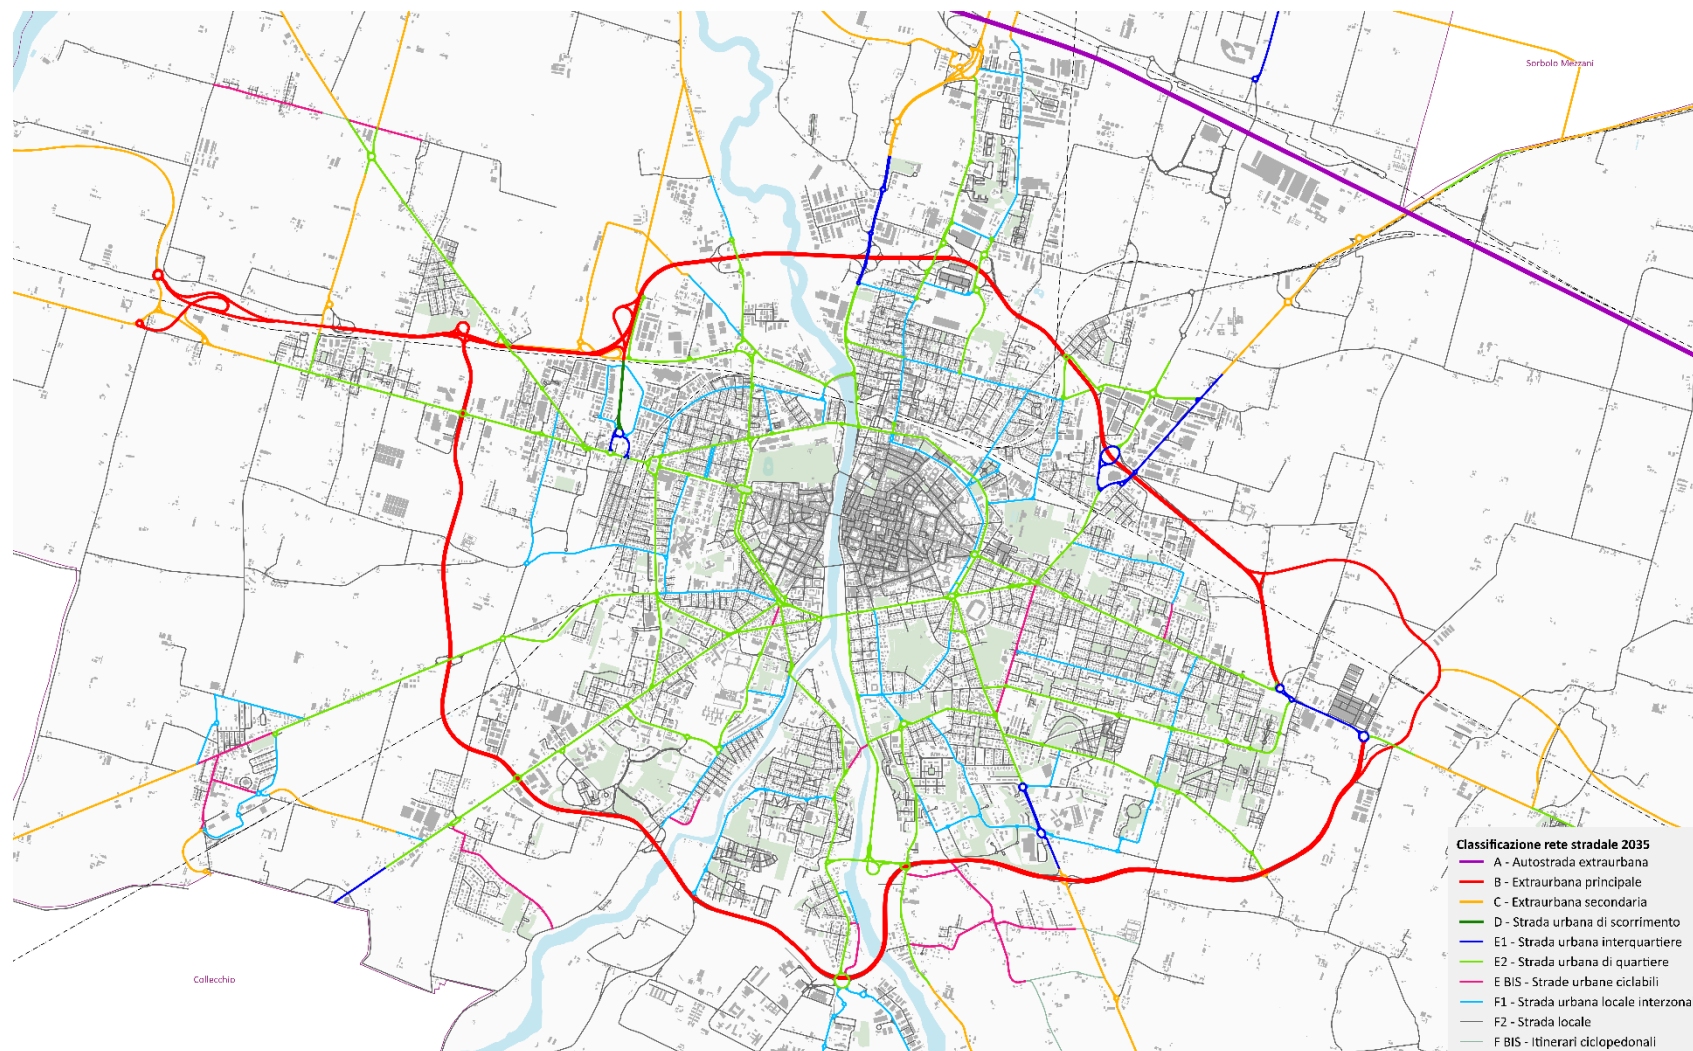 Sorbolo Mezzani
Collecchio
Classificazione rete stradale 2035
A - Autostrada extraurbana
B - Extraurbana principale
C - Extraurbana secondaria
D - Strada urbana di scorrimento
E1 - Strada urbana interquartiere
E2 - Strada urbana di quartiere
E BIS - Strade urbane ciclabili
F1 - Strada urbana locale interzona
F2 - Strada locale
F BIS - Itinerari ciclopedonali